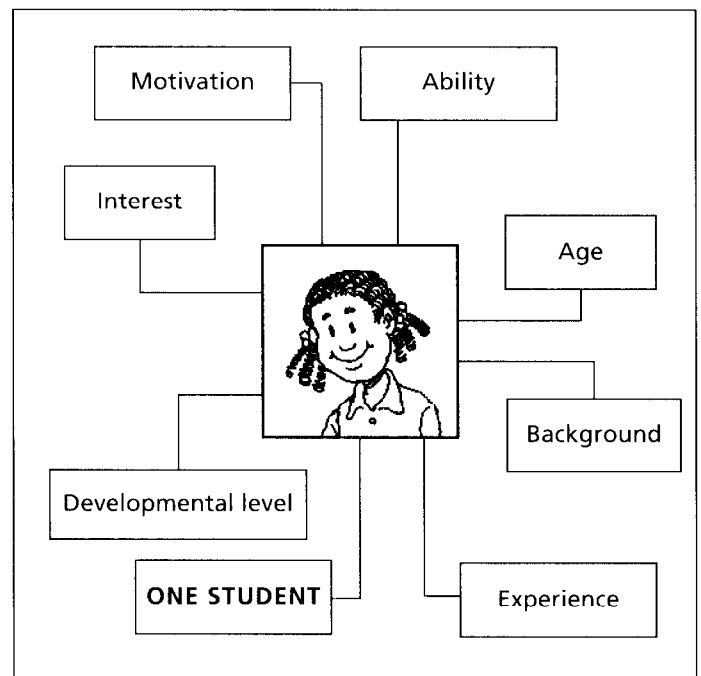 Motivation
Ability
Interest
Age
Background
Developmental level
ONE STUDENT
Experience